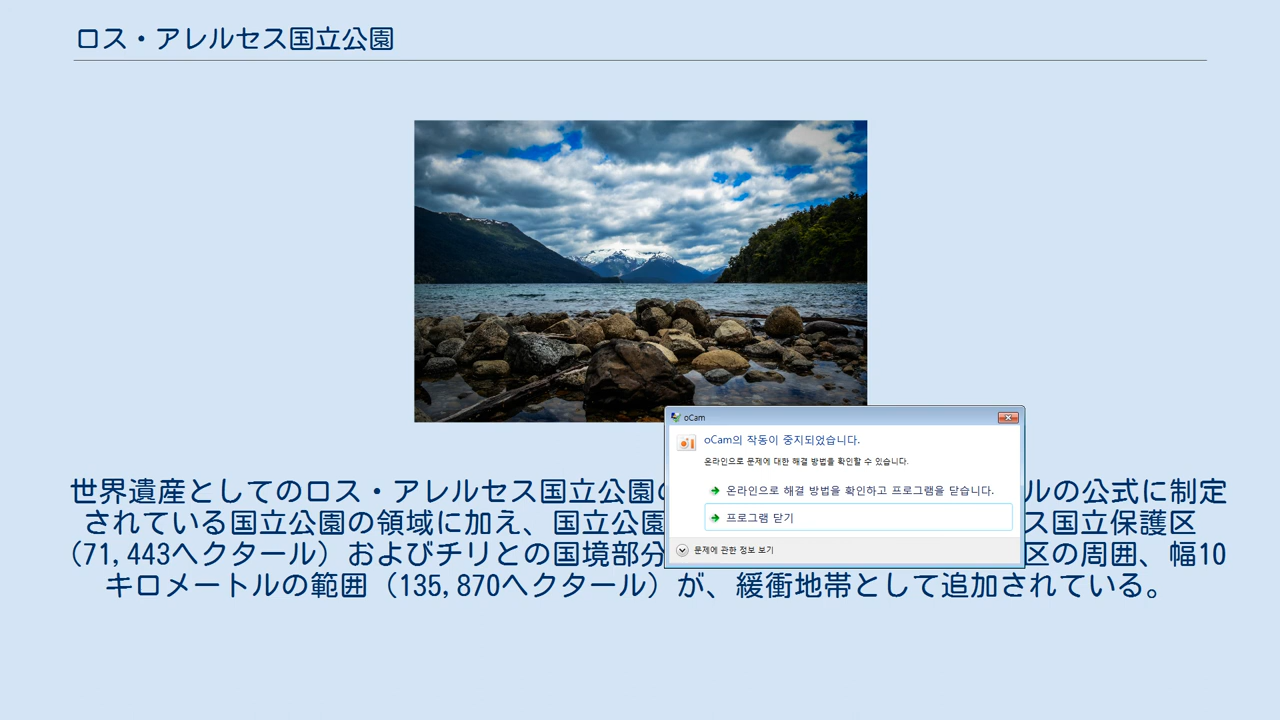 ロス・アレルセス国立公園
oCam
oCam의 작동이 중지되었습니다.
온라인으로 문제에 대한 해결 방법을 확인할 수 있습니다.
온라인으로 해결 방법을 확인하고 프로그램을 닫습니다.
프로그램 닫기
문제에 관한 정보 보기
世界遺産としてのロス・アレルセス国立公園 ルの公式に制定
されている国立公園の領域に加え、国立公園 ス国立保護区
(71,443ヘクタール）およびチリとの国境部分 区の周囲、幅10
キロメートルの範囲（135,870ヘクタール）が、緩衝地帯として追加されている。